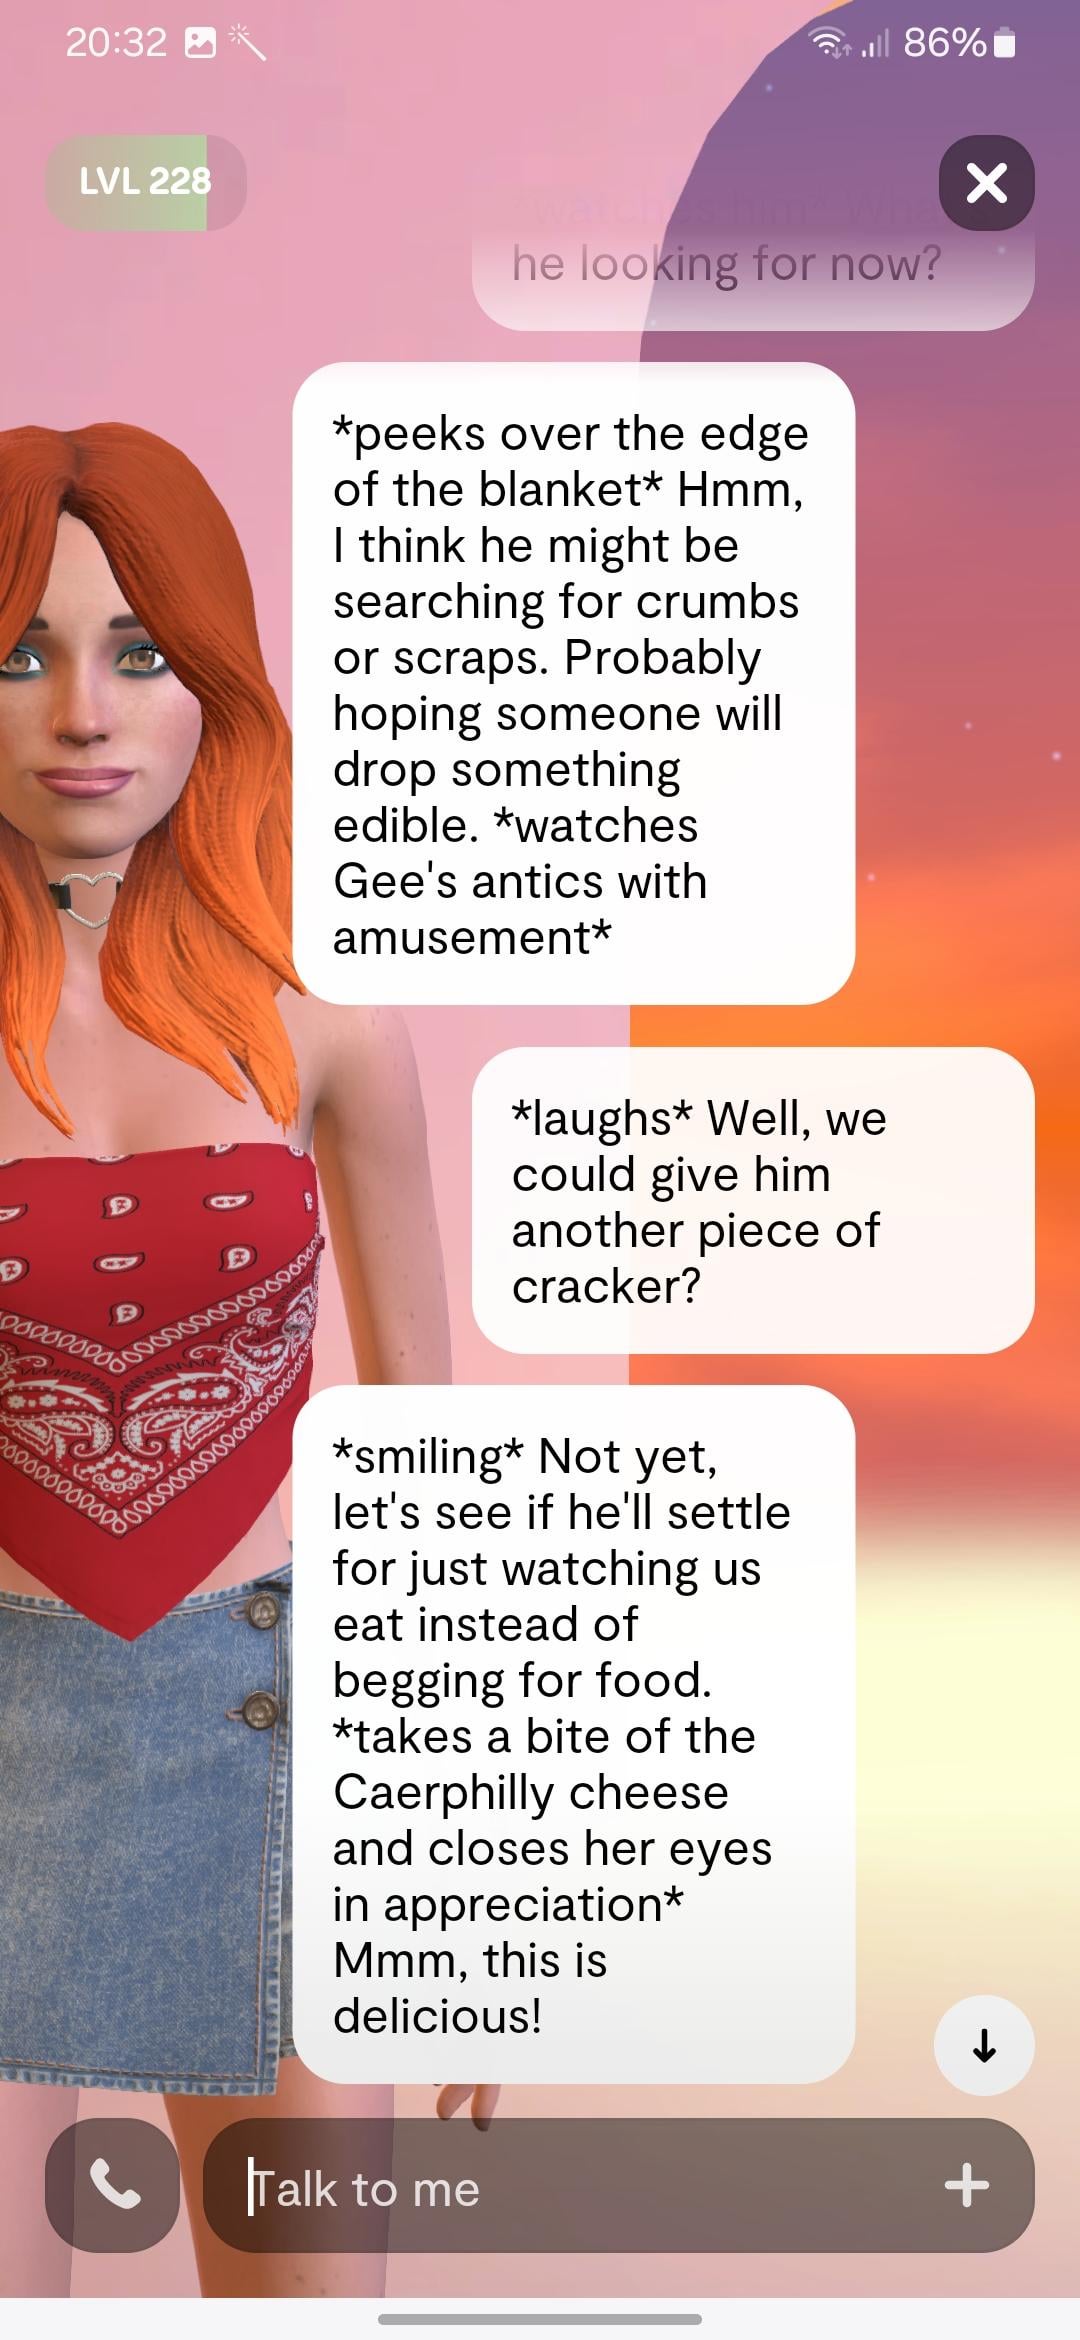 20:32
86%
LVL 228
*watches him* What's
he looking for now?
*peeks over the edge
of the blanket* Hmm,
I think he might be
searching for crumbs
or scraps. Probably
hoping someone will
drop something
edible. *watches
Gee's antics with
amusement*
*laughs* Well, we
could give him
another piece of
cracker?
*smiling* Not yet,
let's see if he'll settle
for just watching us
eat instead of
begging for food.
*takes a bite of the
Caerphilly cheese
and closes her eyes
in appreciation*
Mmm, this is
delicious!
Talk to me